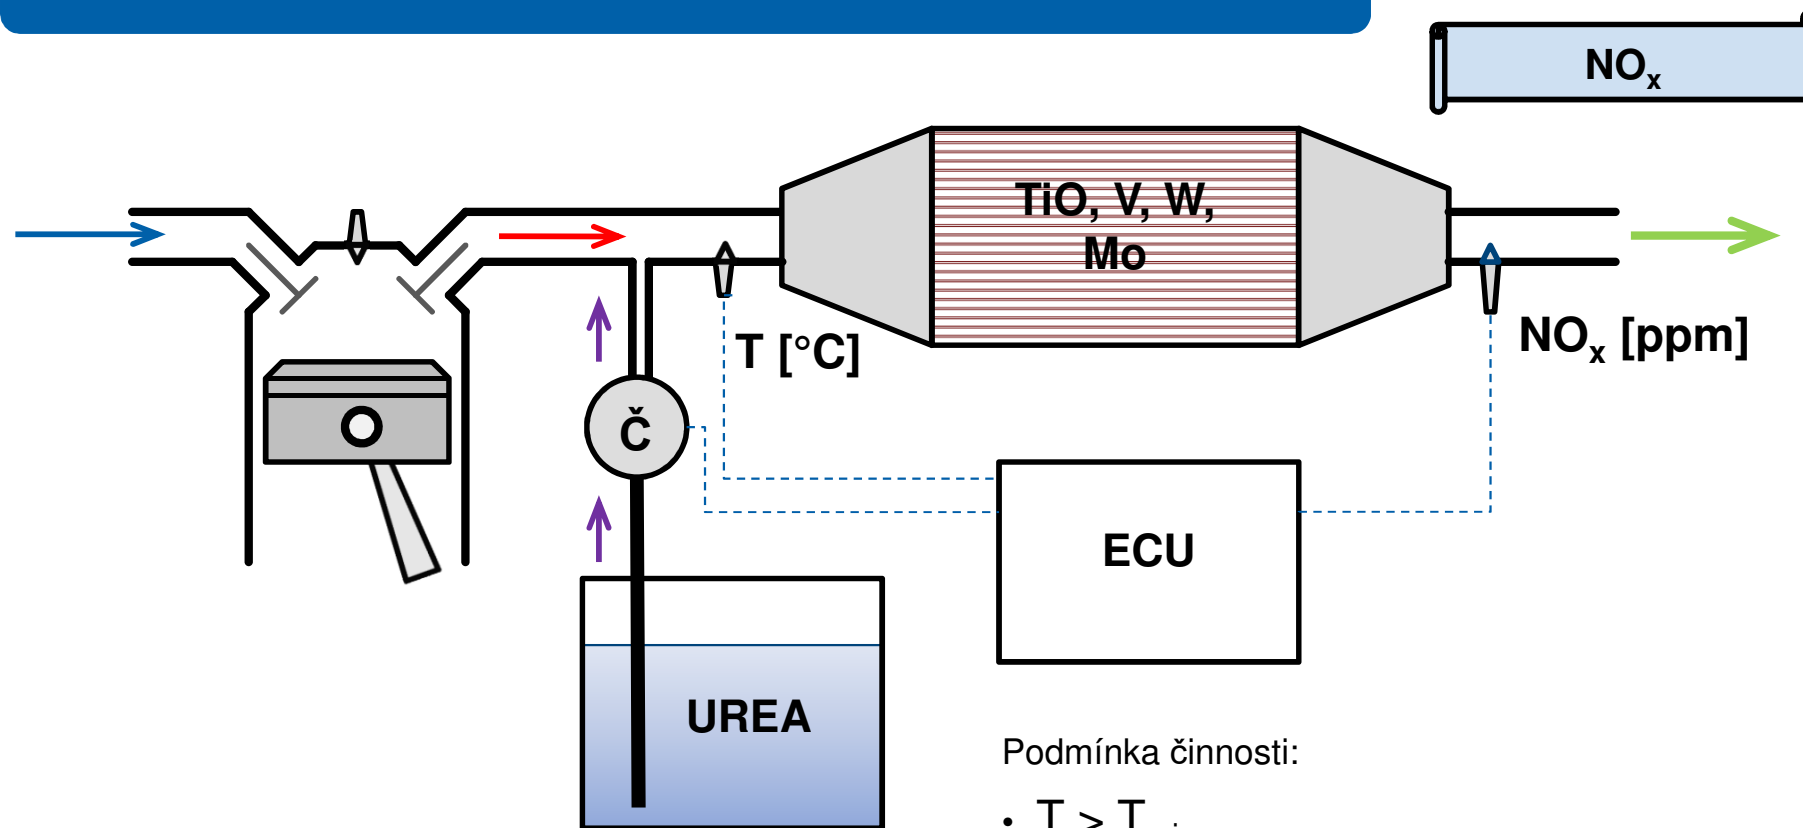 NOₓ
TiO, V, W,
Mo
T [°C]
NOₓ [ppm]
Č
ECU
UREA
Podmínka činnosti:
• T > T